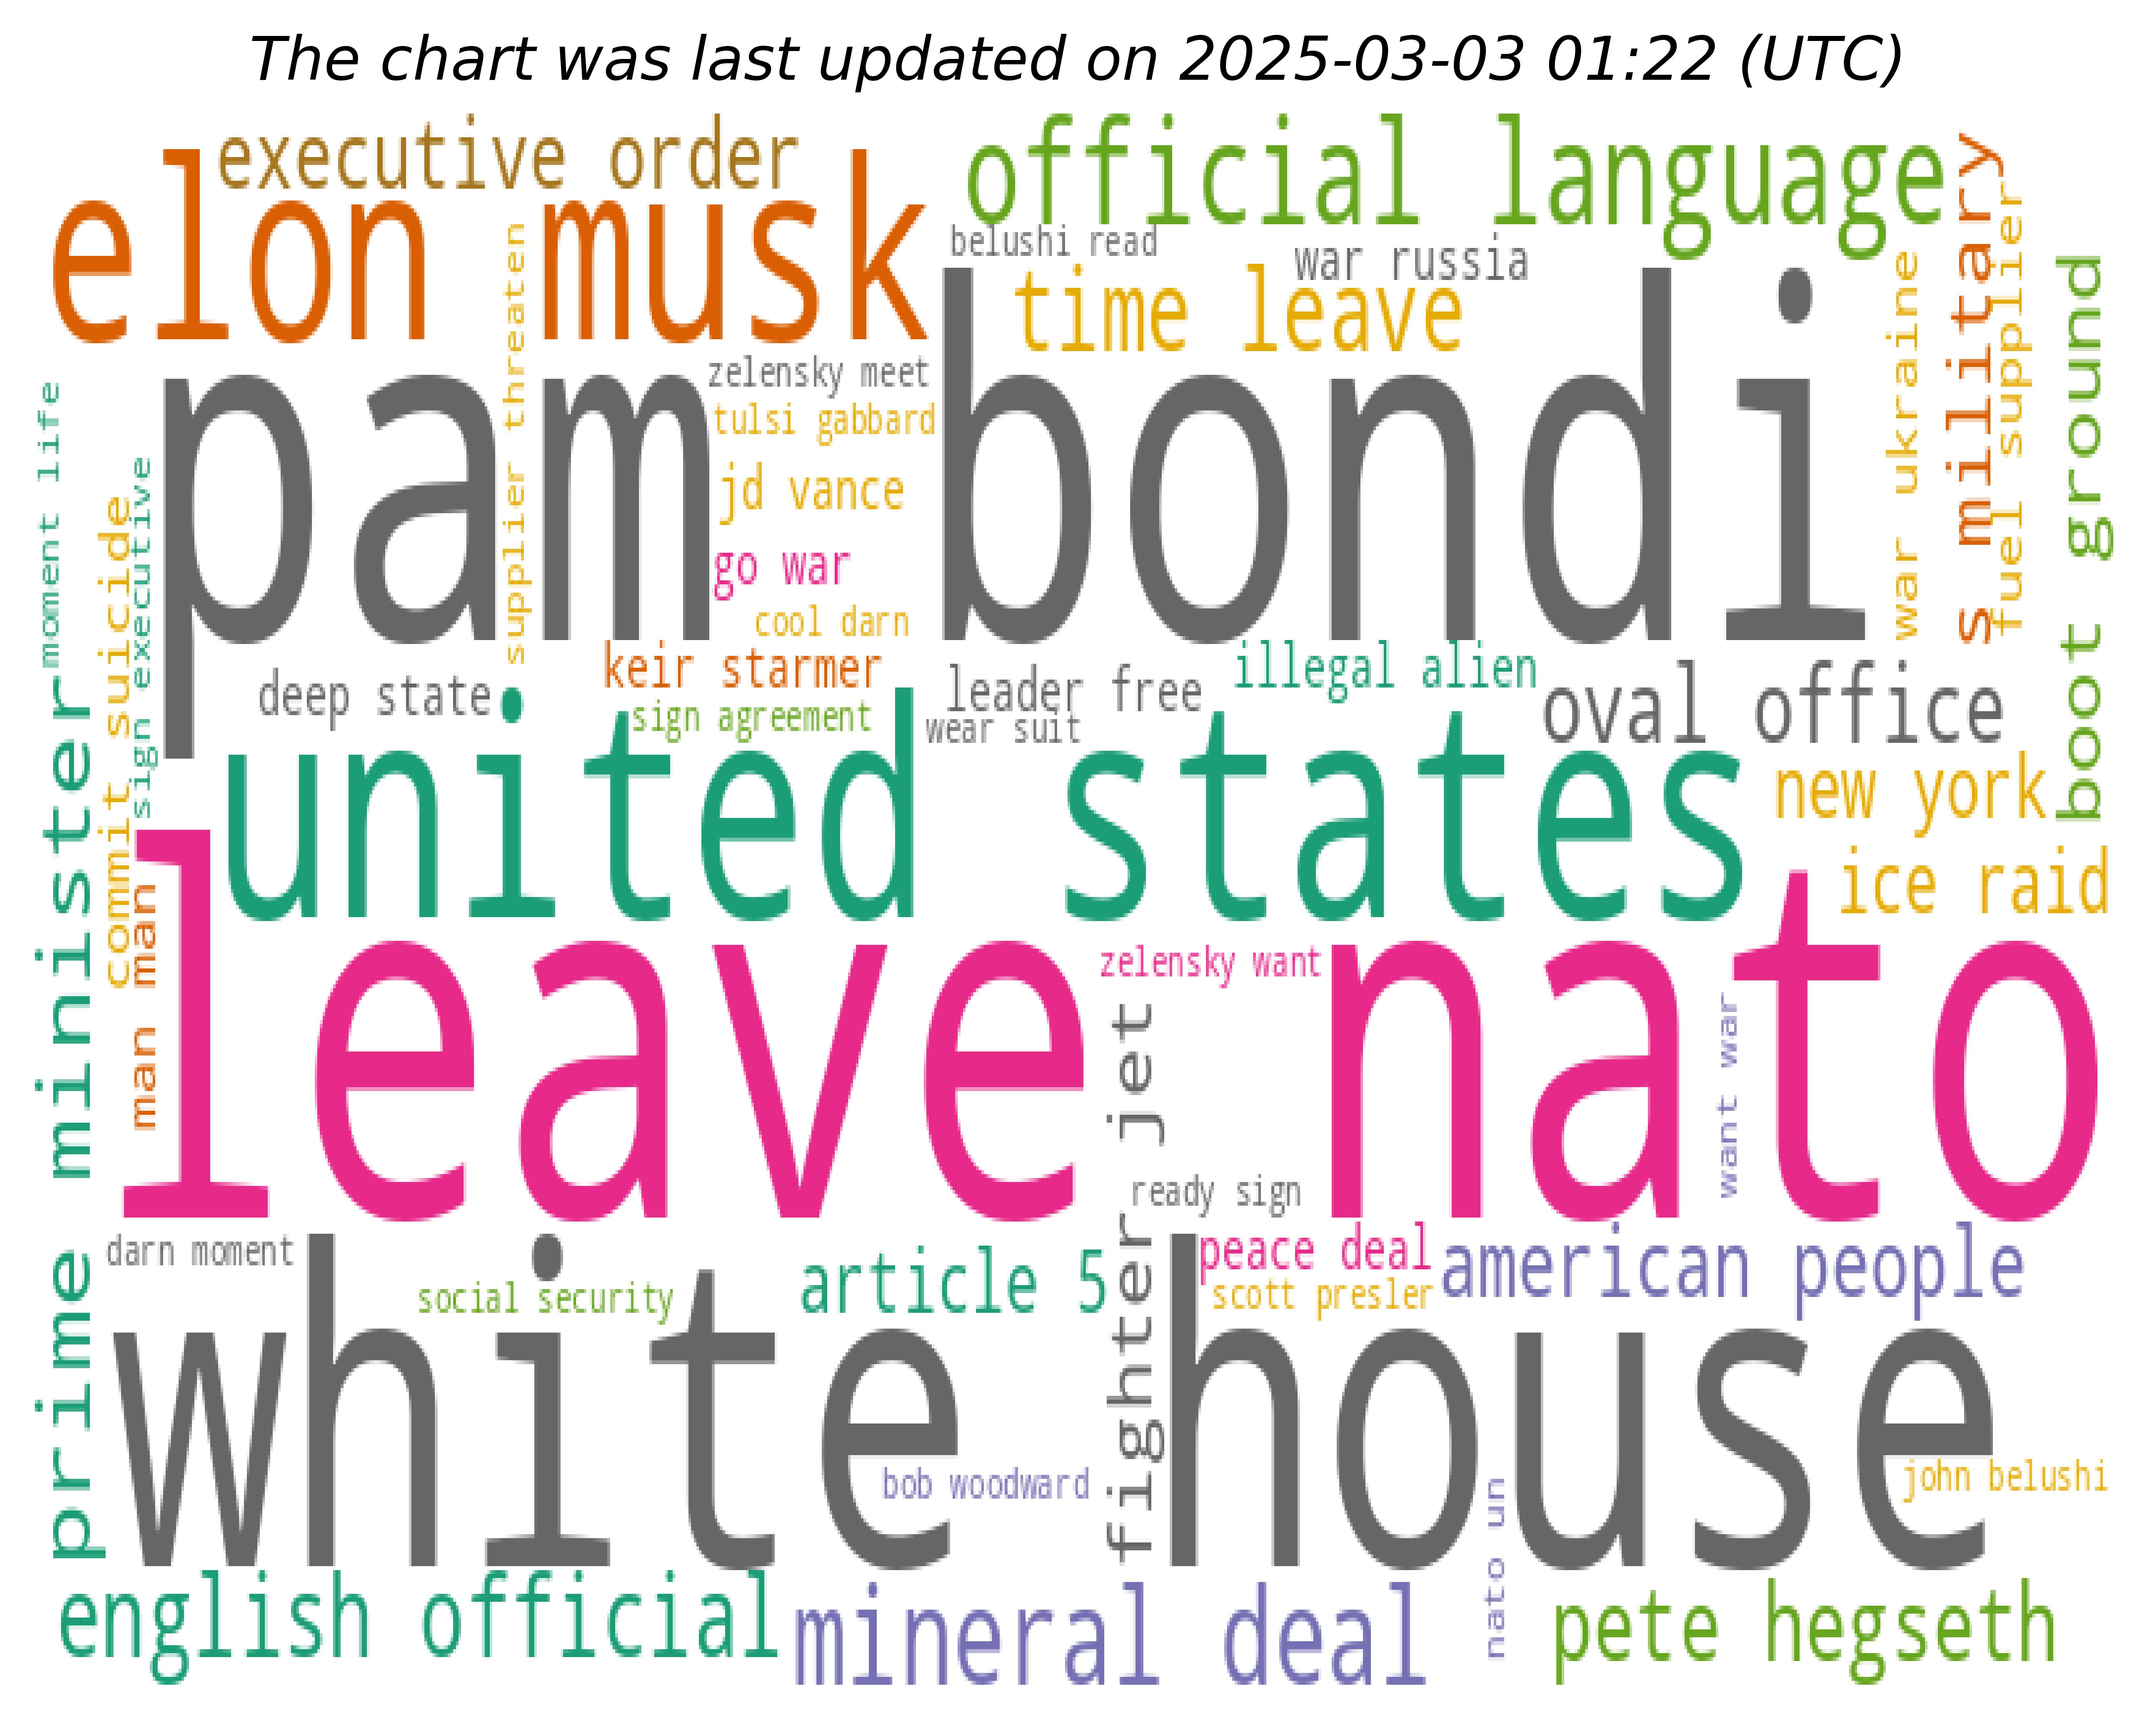 The chart was last updated on 2025-03-03 01:22 (UTC)
executive order
official language
elon musk
belushi read
war russia
time leave
s military
fuel supplier
war ukraine
boot ground
supplier threaten
zelensky meet
tulsi gabbard
pam bondi
jd vance
go war
cool darn
moment life
sign executive
commit suicide
keir starmer
illegal alien
deep state
leader free
oval office
sign agreement
wear suit
united states
new york
ice raid
prime minister
man man
leave nato
zelensky want
want war
fighter jet
ready sign
darn moment
peace deal
american people
social security
article 5
scott presler
white house
bob woodward
john belushi
nato un
english official
mineral deal
pete hegseth